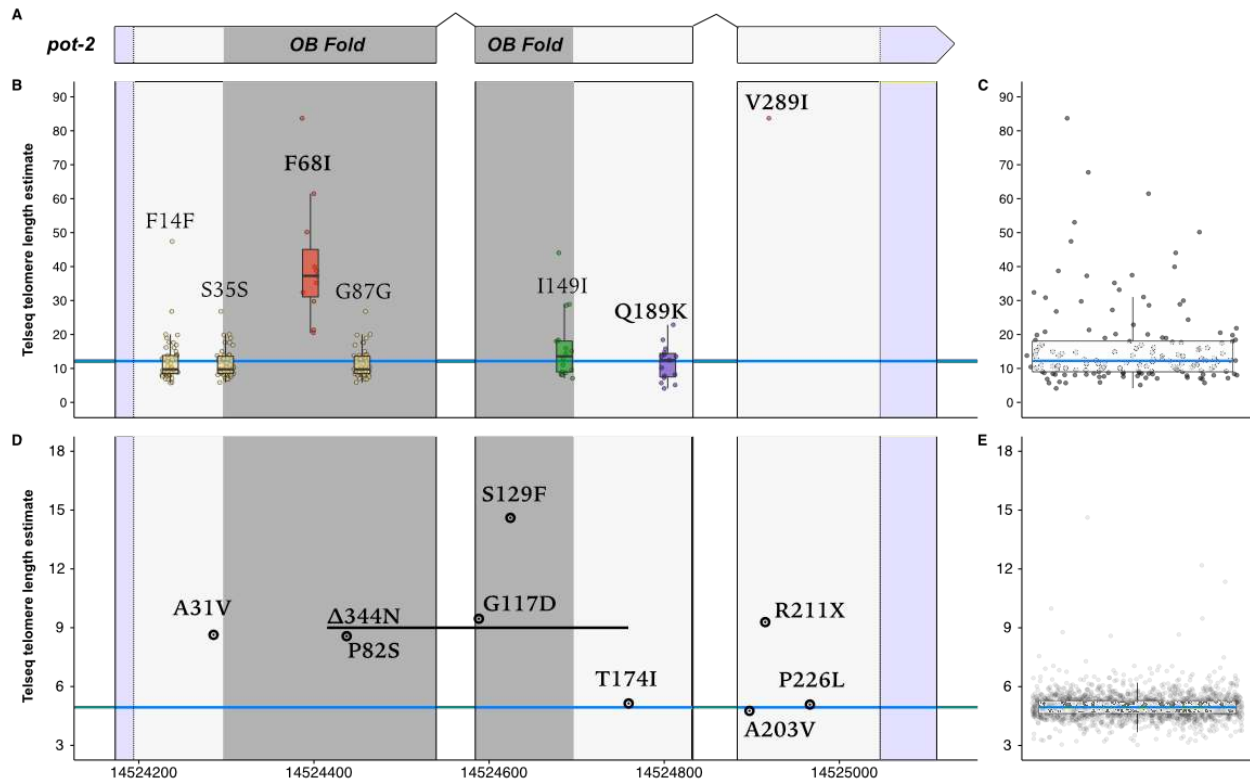 A
pot-2
OB Fold
OB Fold
B
C
Telseq telomere length estimate
90
80
70
60
50
40
30
20
10
0
F14F
S35S
F68I
G87G
I149I
Q189K
V289I
90
80
70
60
50
40
30
20
10
0
D
E
Telseq telomere length estimate
18
15
12
9
6
3
A31V
Δ344N
P82S
S129F
G117D
T174I
R211X
P226L
A203V
18
15
12
9
6
3
14524200
14524400
14524600
14524800
14525000